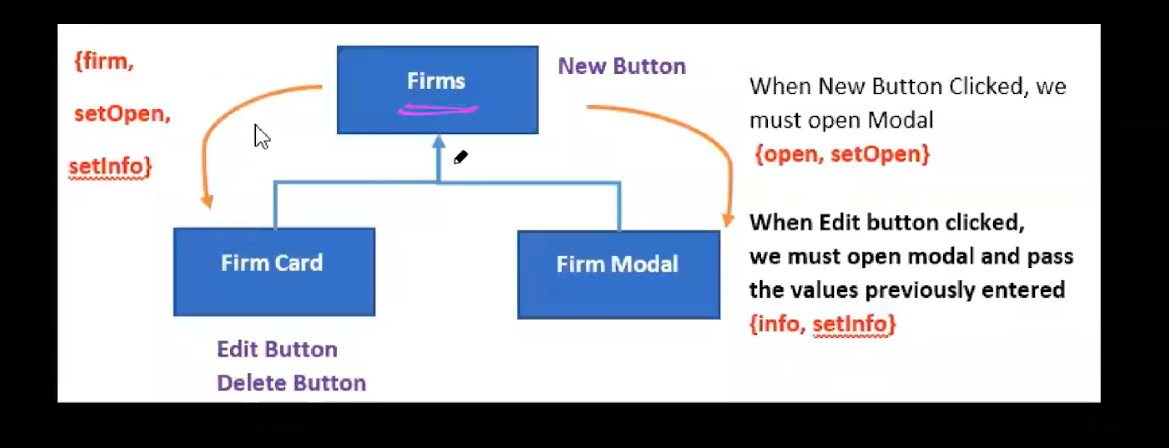 {firm,
setOpen,
setInfo}
Firms
New Button
When New Button Clicked, we
must open Modal
{open, setOpen}
When Edit button clicked,
we must open modal and pass
the values previously entered
{info, setInfo}
Firm Card
Firm Modal
Edit Button
Delete Button